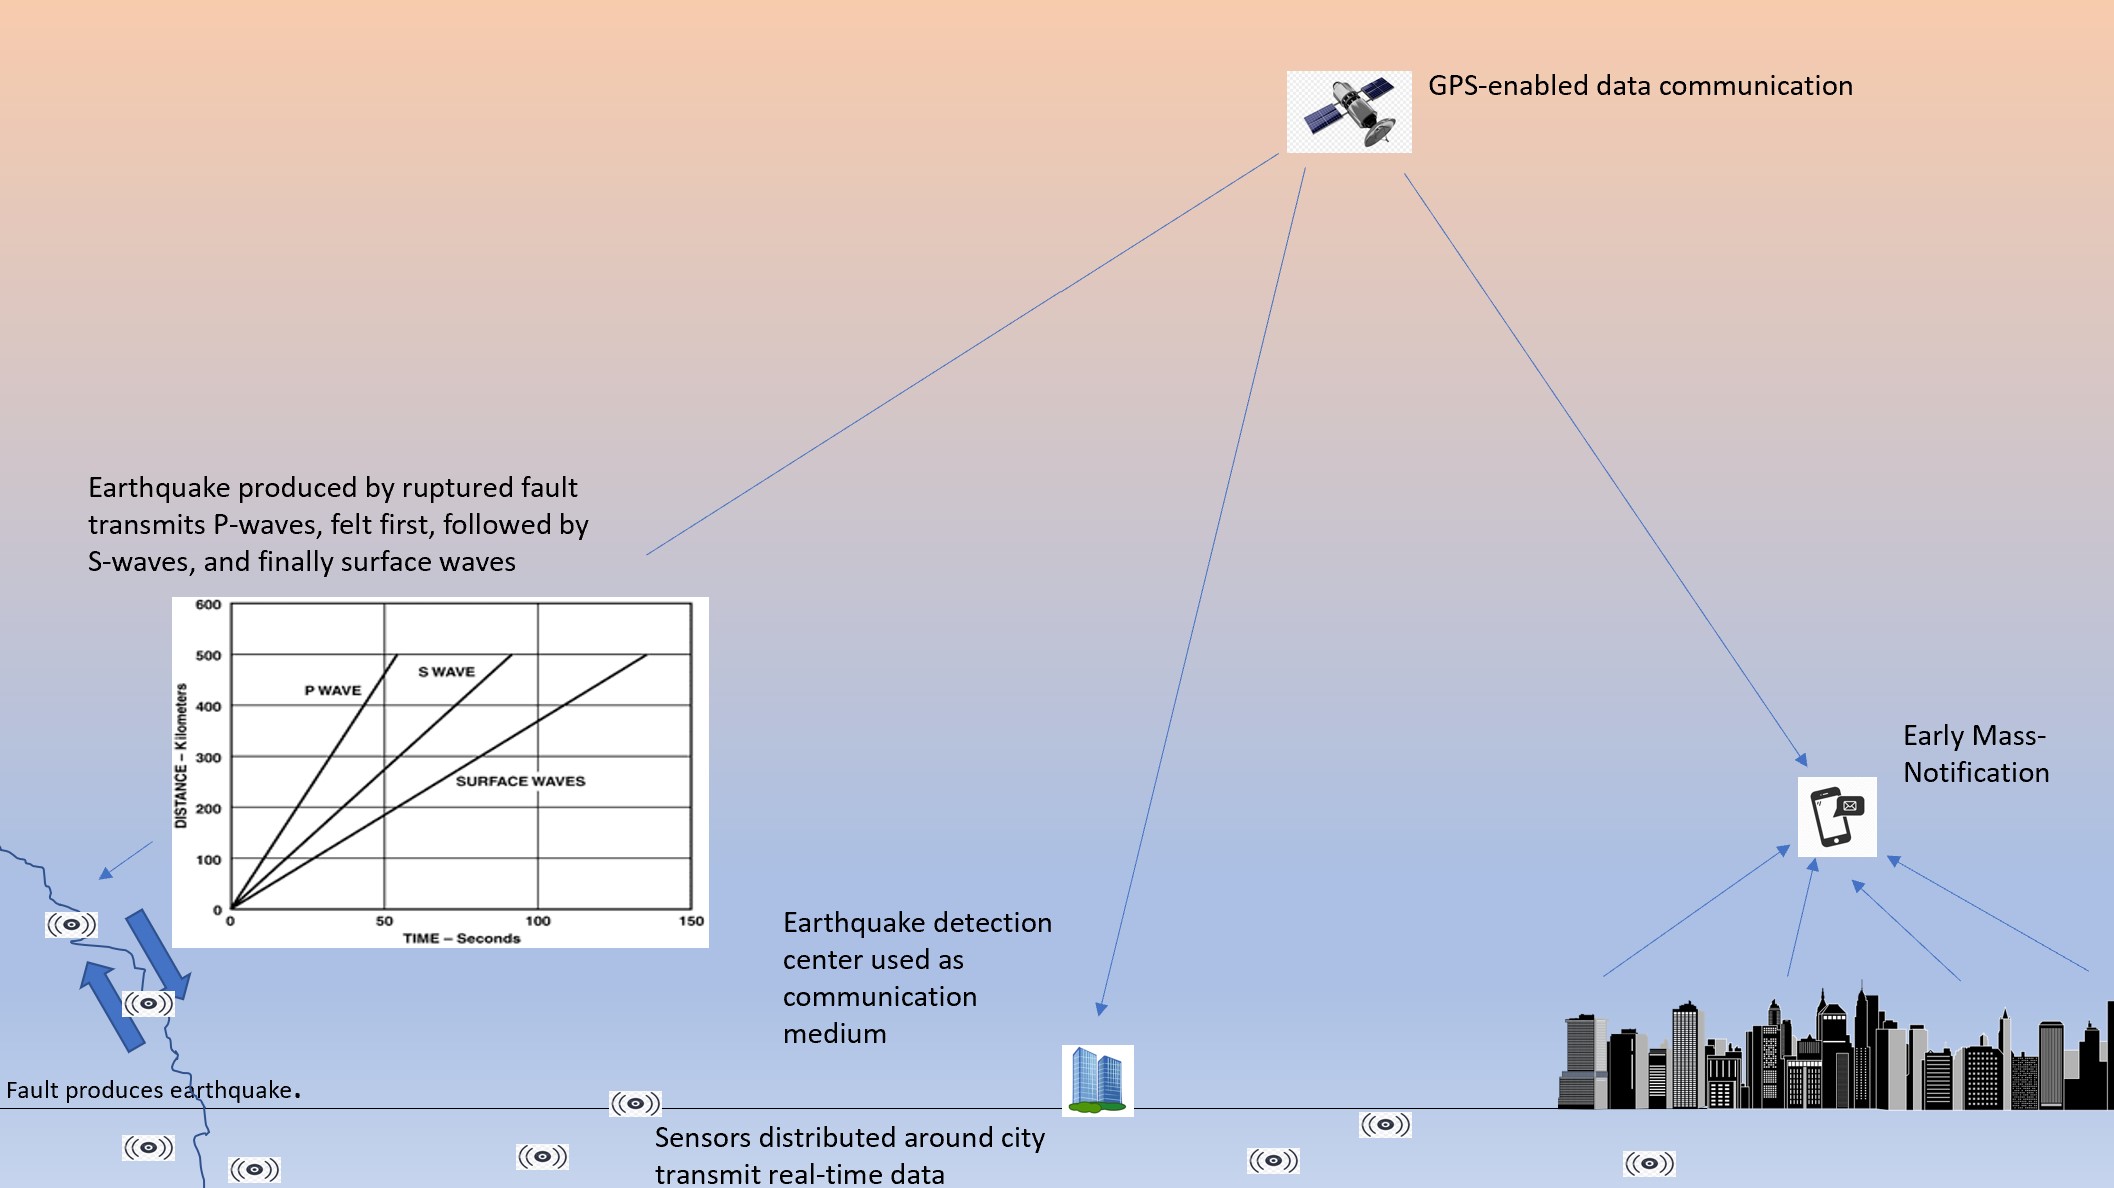 GPS-enabled data communication
Earthquake produced by ruptured fault
transmits P-waves, felt first, followed by
S-waves, and finally surface waves
600
500
400
300
200
100
0
DISTANCE – Kilometers
P WAVE
S WAVE
SURFACE WAVES
0 50 100 150
TIME – Seconds
Early Mass-
Notification
Earthquake detection
center used as
communication
medium
Fault produces earthquake.
Sensors distributed around city
transmit real-time data